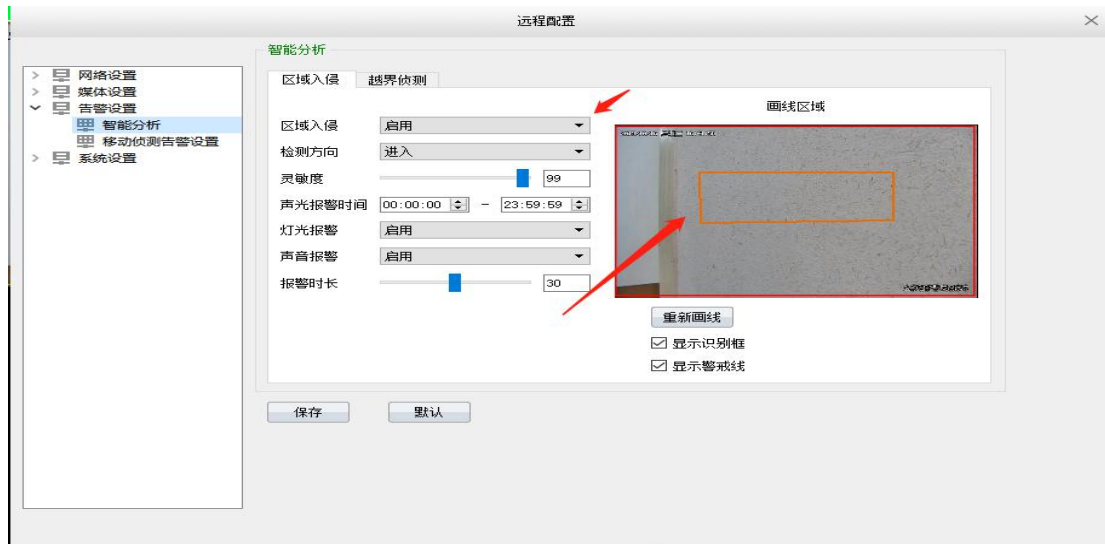 远程配置
智能分析
网络设置
媒体设置
告警设置
智能分析
移动侦测告警设置
系统设置
区域入侵 越界侦测
画线区域
区域入侵 启用
检测方向 进入
灵敏度 99
声光报警时间 00:00:00 - 23:59:59
灯光报警 启用
声音报警 启用
报警时长 30
重新画线
显示识别框
显示警戒线
保存 默认